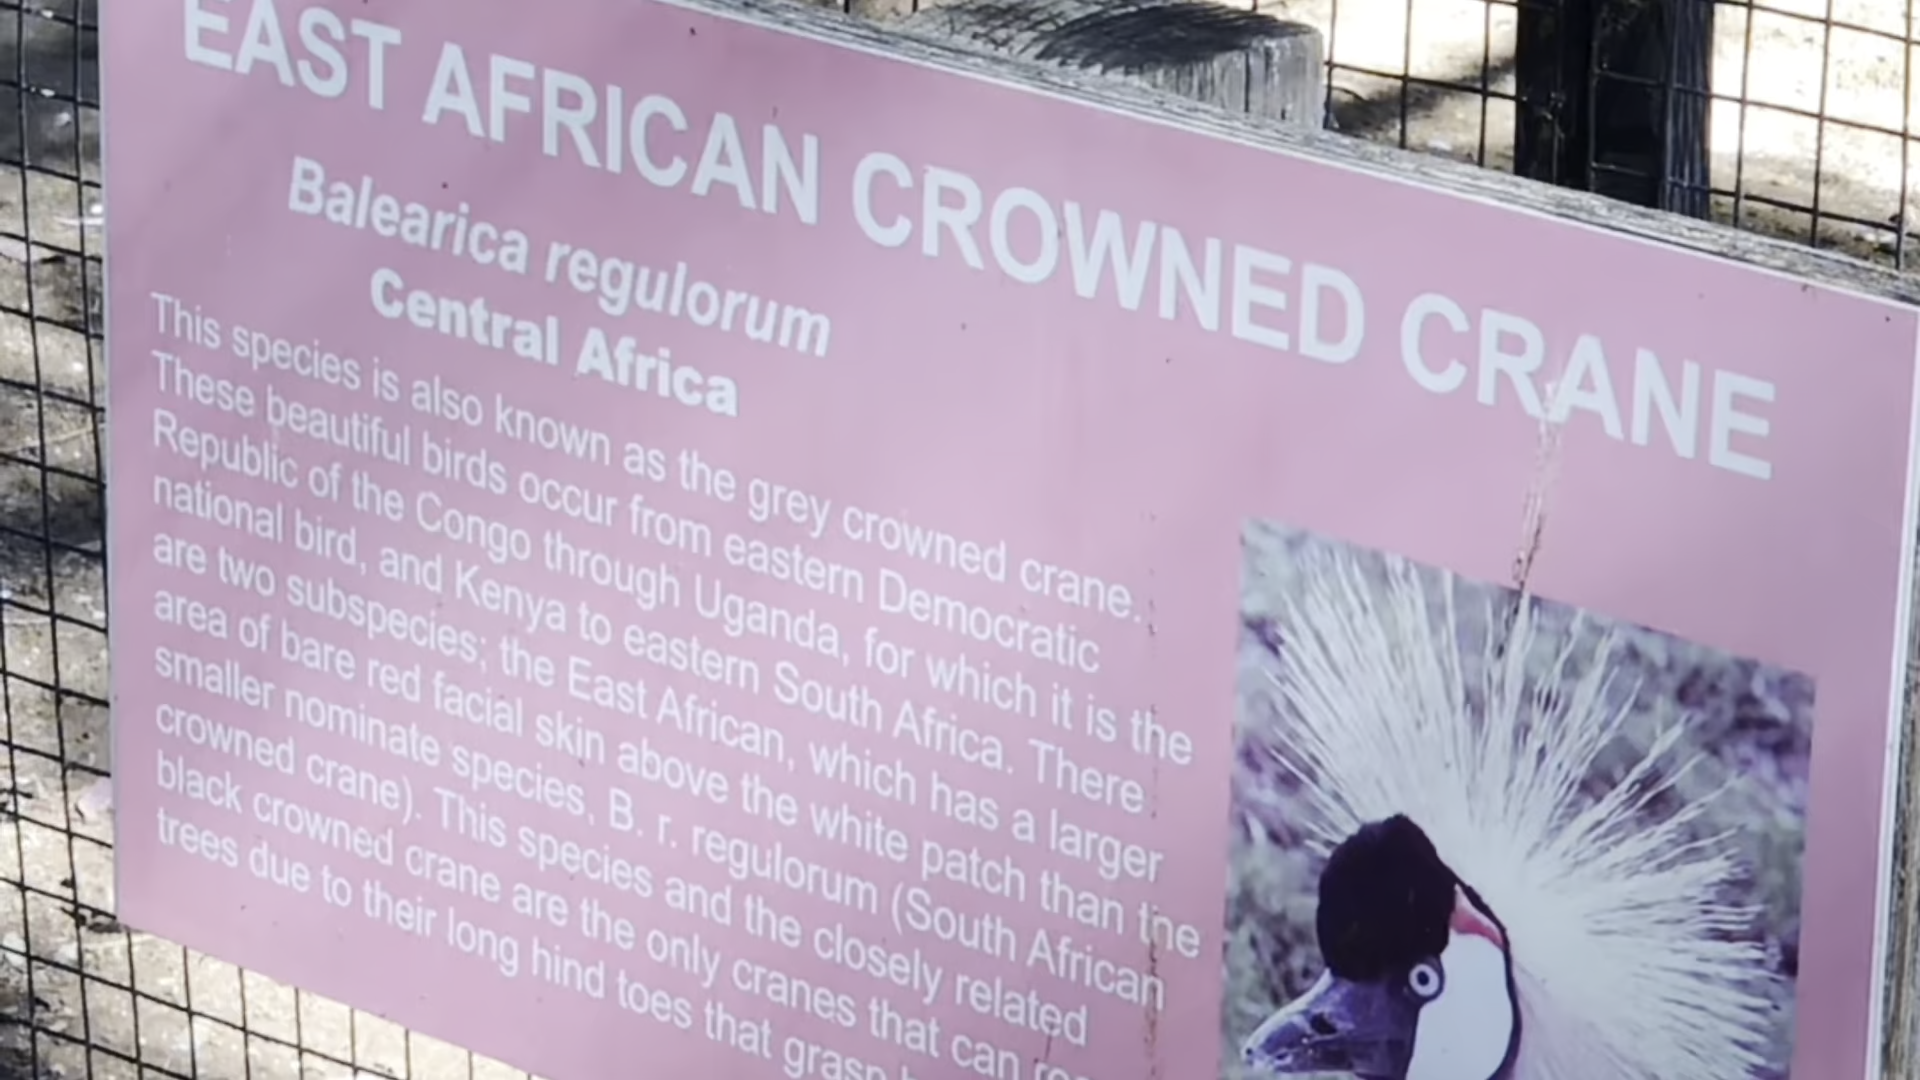 EAST AFRICAN CROWNED CRANE
Balearica regulorum
Central Africa
This species is also known as the grey crowned crane.
These beautiful birds occur from eastern Democratic
Republic of the Congo through Uganda, for which it is the
national bird, and Kenya to eastern South Africa. There
are two subspecies; the East African, which has a larger
area of bare red facial skin above the white patch than the
smaller nominate species, B. r. regulorum (South African
crowned crane). This species and the closely related
black crowned crane are the only cranes that can
trees due to their long hind toes that grasp